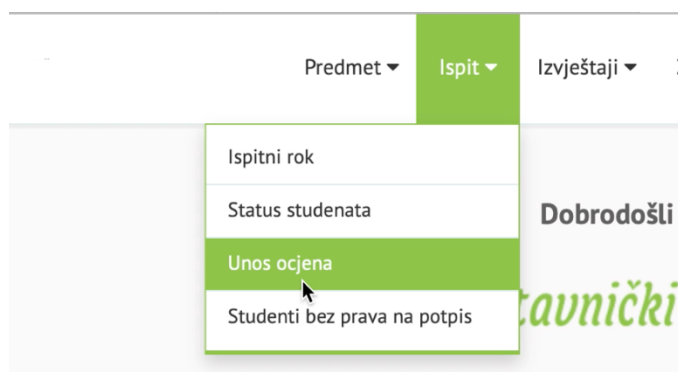 Predmet Ispit Izvještaji
Ispitni rok
Status studenata
Dobrodošli
Unos ocjena
tavnički
Studenti bez prava na potpis